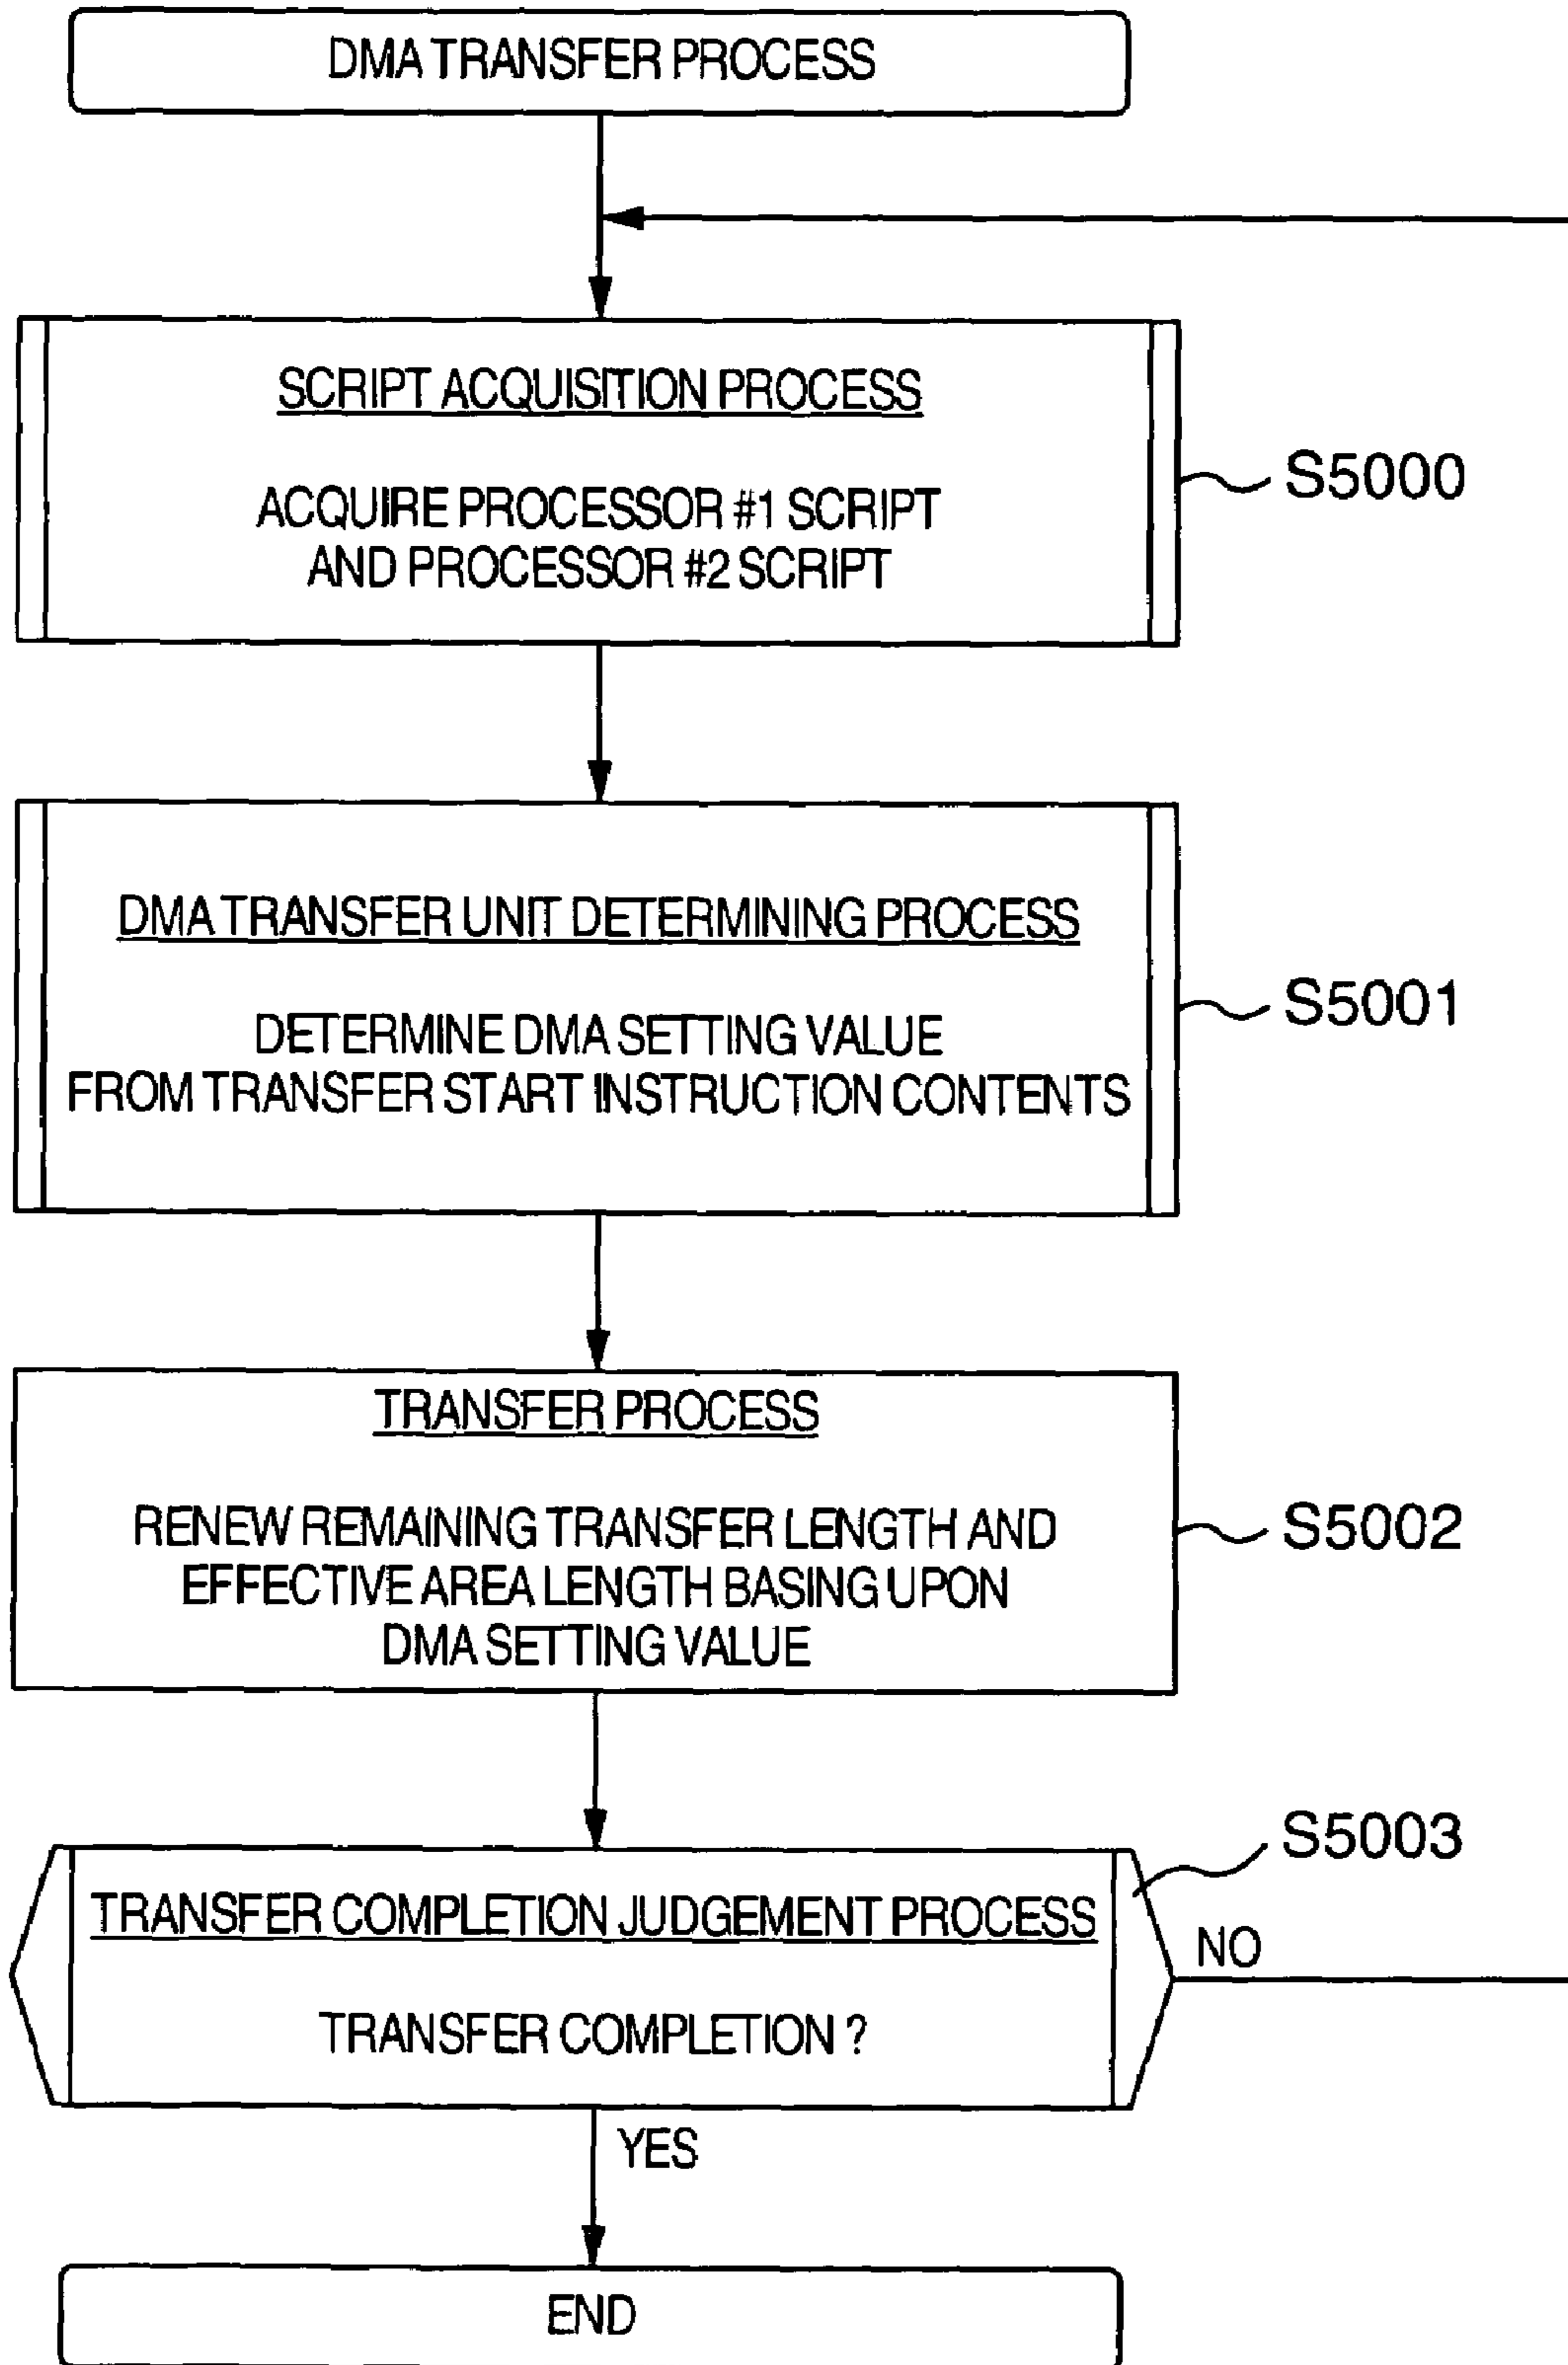 DMA TRANSFER PROCESS
SCRIPT ACQUISITION PROCESS
ACQUIRE PROCESSOR #1 SCRIPT
AND PROCESSOR #2 SCRIPT
S5000
DMA TRANSFER UNIT DETERMINING PROCESS
DETERMINE DMA SETTING VALUE
FROM TRANSFER START INSTRUCTION CONTENTS
S5001
TRANSFER PROCESS
RENEW REMAINING TRANSFER LENGTH AND
EFFECTIVE AREA LENGTH BASING UPON
DMA SETTING VALUE
S5002
TRANSFER COMPLETION JUDGEMENT PROCESS
TRANSFER COMPLETION ?
S5003
NO
YES
END